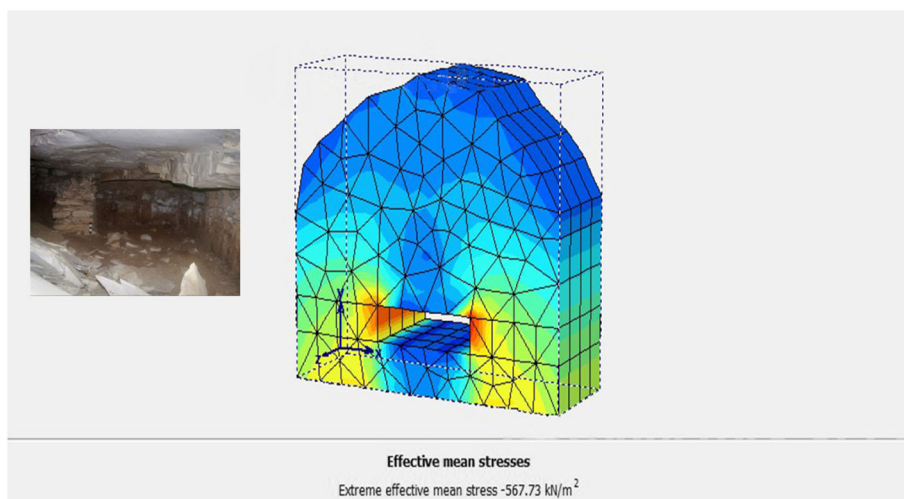 Y
Z
X
Effective mean stresses
Extreme effective mean stress -567.73 kN/m²